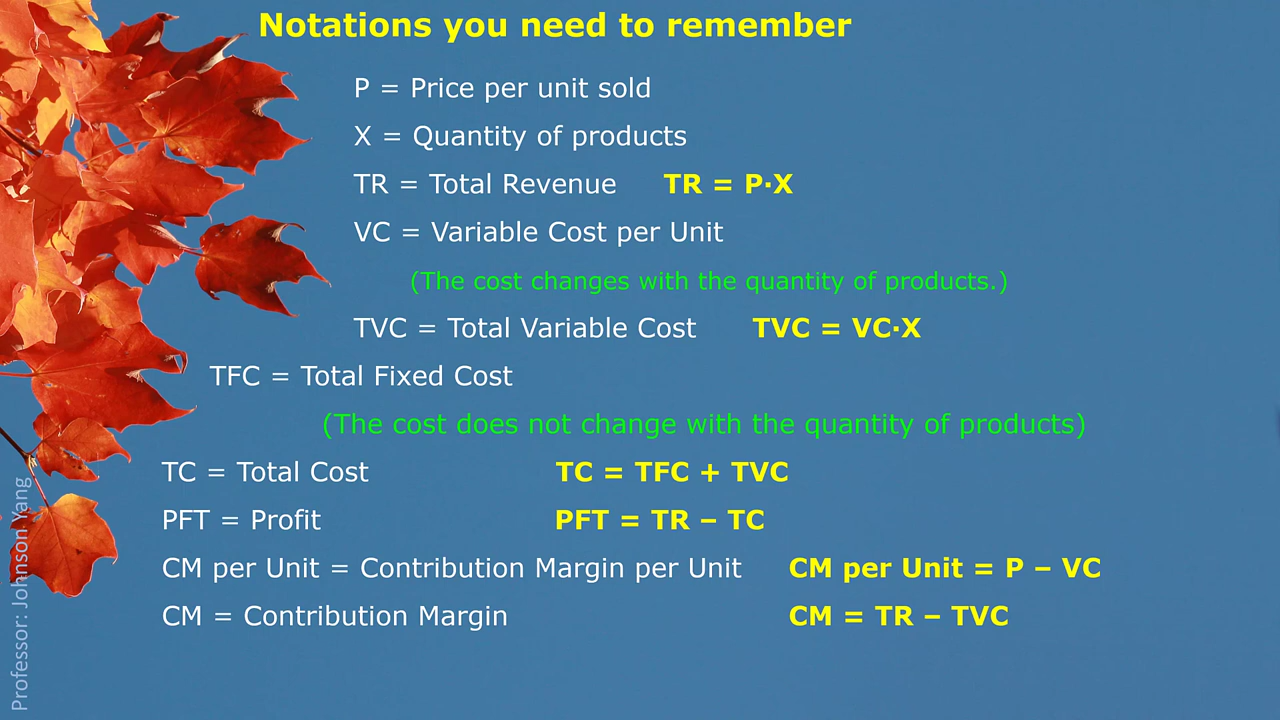 Notations you need to remember
P = Price per unit sold
X = Quantity of products
TR = Total Revenue TR = P·X
VC = Variable Cost per Unit
(The cost changes with the quantity of products.)
TVC = Total Variable Cost TVC = VC·X
TFC = Total Fixed Cost
(The cost does not change with the quantity of products)
TC = Total Cost TC = TFC + TVC
PFT = Profit PFT = TR – TC
CM per Unit = Contribution Margin per Unit CM per Unit = P – VC
CM = Contribution Margin CM = TR – TVC
Professor: Johnson Yang